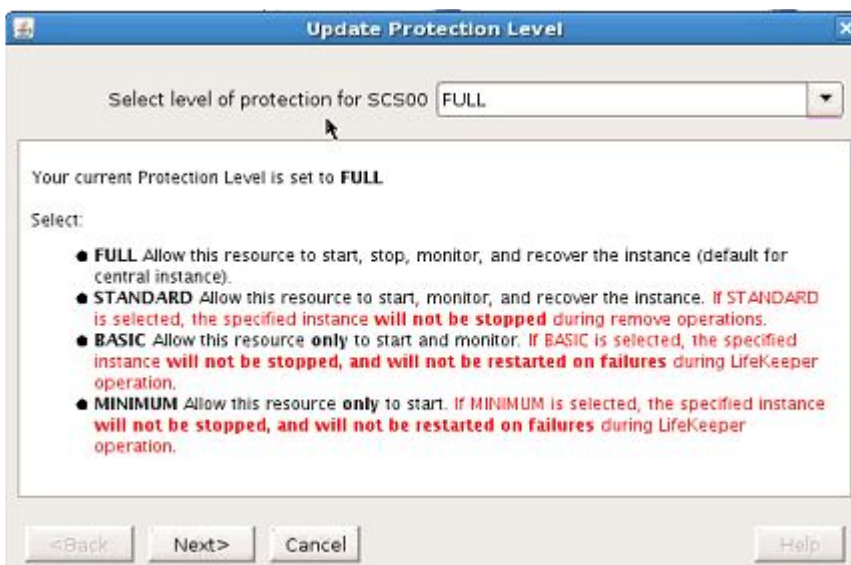 Update Protection Level
Select level of protection for SCS00 FULL
Your current Protection Level is set to FULL
Select:
● FULL Allow this resource to start, stop, monitor, and recover the instance (default for
central instance).
● STANDARD Allow this resource to start, monitor, and recover the instance. If STANDARD
is selected, the specified instance will not be stopped during remove operations.
● BASIC Allow this resource only to start and monitor. If BASIC is selected, the specified
instance will not be stopped, and will not be restarted on failures during LifeKeeper
operation.
● MINIMUM Allow this resource only to start. If MINIMUM is selected, the specified instance
will not be stopped, and will not be restarted on failures during LifeKeeper
operation.
<Back Next> Cancel Help